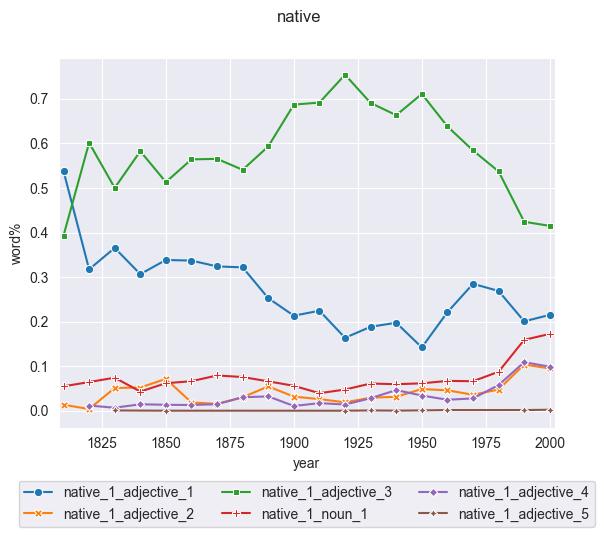 native
0.7
0.6
0.5
0.4
0.3
0.2
0.1
0.0
word%
1825 1850 1875 1900 1925 1950 1975 2000
year
native_1_adjective_1 native_1_adjective_3 native_1_adjective_4
native_1_adjective_2 native_1_noun_1 native_1_adjective_5